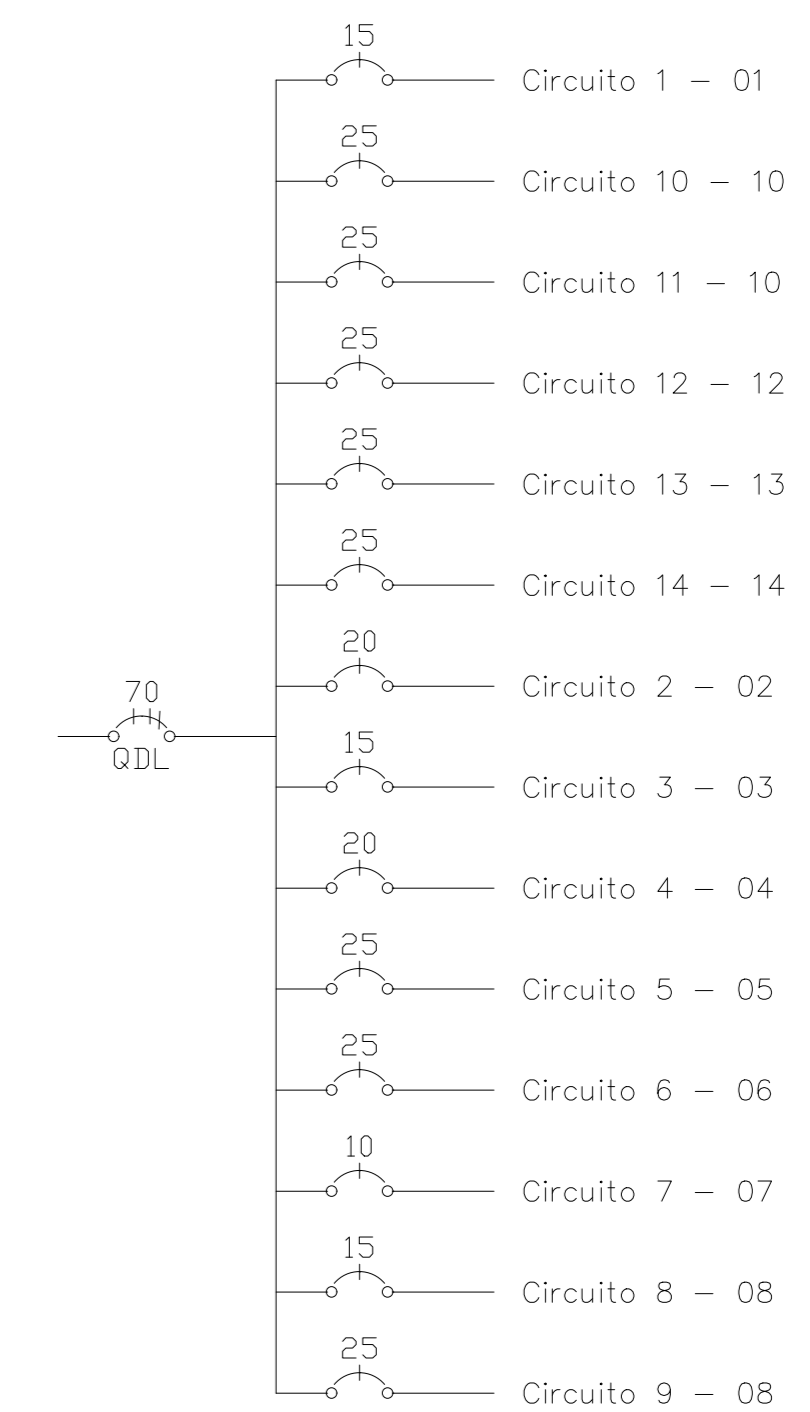 15
Circuito 1 - 01
25
Circuito 10 - 10
25
Circuito 11 - 10
25
Circuito 12 - 12
25
Circuito 13 - 13
25
Circuito 14 - 14
20
Circuito 2 - 02
70
QDL
15
Circuito 3 - 03
20
Circuito 4 - 04
25
Circuito 5 - 05
25
Circuito 6 - 06
10
Circuito 7 - 07
15
Circuito 8 - 08
25
Circuito 9 - 08